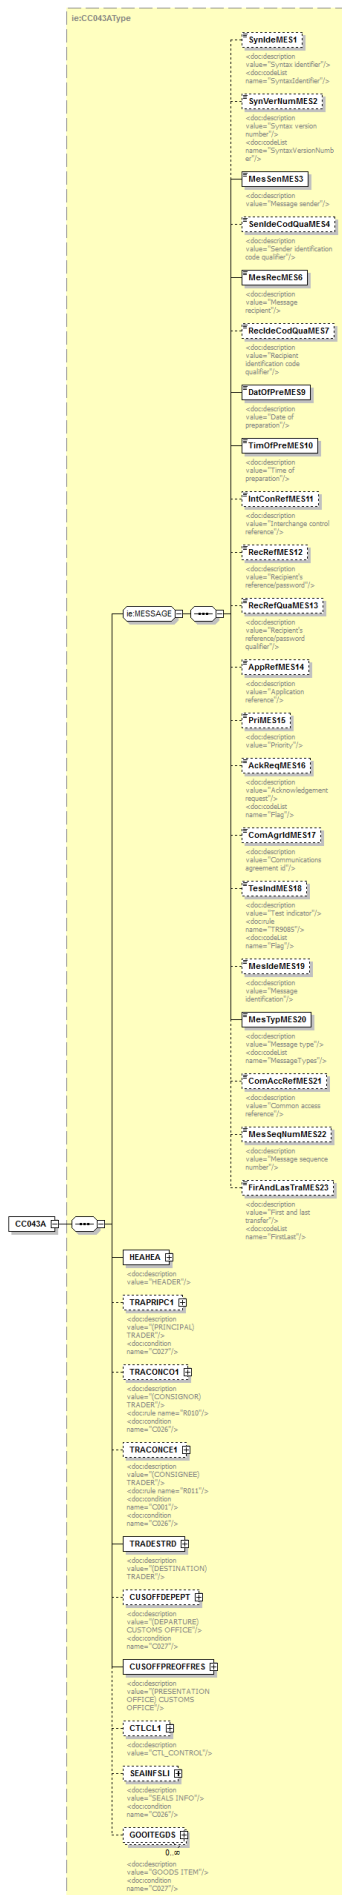 ie:CC043AType
SynIdeMES1
<doc:description
value="Syntax identifier"/>
<doc:codeList
name="SyntaxIdentifier"/>
SynVerNumMES2
<doc:description
value="Syntax version
number"/>
<doc:codeList
name="SyntaxVersionNumb
er"/>
MesSenMES3
<doc:description
value="Message sender"/>
SenIdeCodQuaMES4
<doc:description
value="Sender identification
code qualifier"/>
MesRecMES6
<doc:description
value="Message
recipient"/>
RecIdeCodQuaMES7
<doc:description
value="Recipient
identification code
qualifier"/>
DatOfPreMES9
<doc:description
value="Date of
preparation"/>
TimOfPreMES10
<doc:description
value="Time of
preparation"/>
IntConRefMES11
<doc:description
value="Interchange control
reference"/>
RecRefMES12
<doc:description
value="Recipient's
reference/password"/>
ie:MESSAGE
RecRefQuaMES13
<doc:description
value="Recipient's
reference/password
qualifier"/>
AppRefMES14
<doc:description
value="Application
reference"/>
PriMES15
<doc:description
value="Priority"/>
AckReqMES16
<doc:description
value="Acknowledgement
request"/>
<doc:codeList
name="Flag"/>
ComAgrIdMES17
<doc:description
value="Communications
agreement id"/>
TesIndMES18
<doc:description
value="Test indicator"/>
<doc:rule
name="TR9085"/>
<doc:codeList
name="Flag"/>
MesIdeMES19
<doc:description
value="Message
identification"/>
MesTypMES20
<doc:description
value="Message type"/>
<doc:codeList
name="MessageTypes"/>
ComAccRefMES21
<doc:description
value="Common access
reference"/>
MesSeqNumMES22
<doc:description
value="Message sequence
number"/>
FirAndLasTraMES23
<doc:description
value="First and last
transfer"/>
<doc:codeList
name="FirstLast"/>
CC043A
HEAHEA
<doc:description
value="HEADER"/>
TRAPRIPC1
<doc:description
value="(PRINCIPAL)
TRADER"/>
<doc:condition
name="C027"/>
TRACONCO1
<doc:description
value="(CONSIGNOR)
TRADER"/>
<doc:rule name="R010"/>
<doc:condition
name="C026"/>
TRACONCE1
<doc:description
value="(CONSIGNEE)
TRADER"/>
<doc:rule name="R011"/>
<doc:condition
name="C001"/>
<doc:condition
name="C026"/>
TRADESTRD
<doc:description
value="(DESTINATION)
TRADER"/>
CUSOFFDEPEPT
<doc:description
value="(DEPARTURE)
CUSTOMS OFFICE"/>
<doc:condition
name="C027"/>
CUSOFFPREOFFRES
<doc:description
value="(PRESENTATION
OFFICE) CUSTOMS
OFFICE"/>
CTLCL1
<doc:description
value="CTL_CONTROL"/>
SEAINFSLI
<doc:description
value="SEALS INFO"/>
<doc:condition
name="C026"/>
GOOITEGDS
0..∞
<doc:description
value="GOODS ITEM"/>
<doc:condition
name="C027"/>